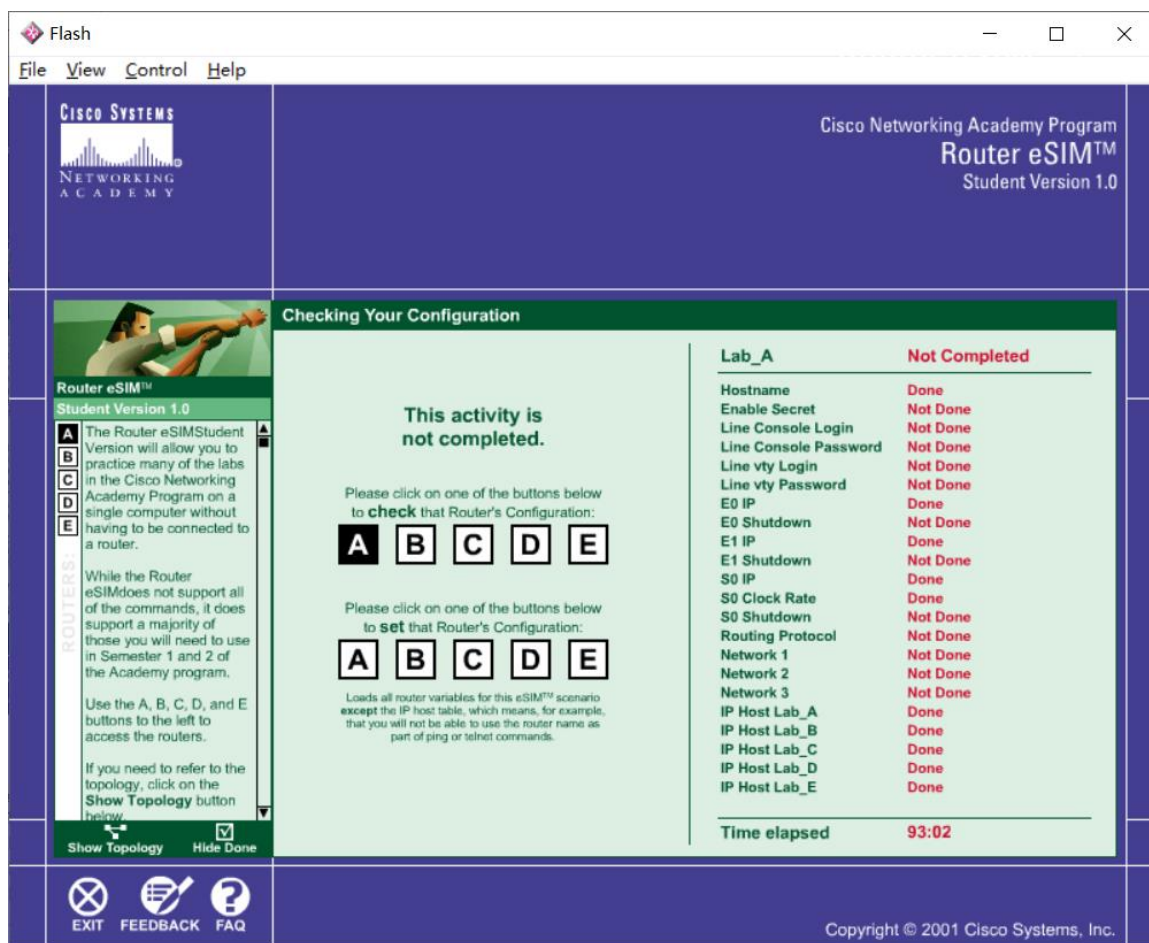 Flash
File View Control Help
CISCO SYSTEMS
NETWORKING
ACADEMY
Cisco Networking Academy Program
Router eSIM™
Student Version 1.0
Router eSIM™
Student Version 1.0
A
B
C
D
E
ROUTERS:
The Router eSIMStudent
Version will allow you to
practice many of the labs
in the Cisco Networking
Academy Program on a
single computer without
having to be connected to
a router.
While the Router
eSIMdoes not support all
of the commands, it does
support a majority of
those you will need to use
in Semester 1 and 2 of
the Academy program.
Use the A, B, C, D, and E
buttons to the left to
access the routers.
If you need to refer to the
topology, click on the
Show Topology button
below.
Show Topology Hide Done
Checking Your Configuration
This activity is
not completed.
Please click on one of the buttons below
to check that Router's Configuration:
A B C D E
Please click on one of the buttons below
to set that Router's Configuration:
A B C D E
Loads all router variables for this eSIM™ scenario
except the IP host table, which means, for example,
that you will not be able to use the router name as
part of ping or telnet commands.
Lab_A Not Completed
Hostname Done
Enable Secret Not Done
Line Console Login Not Done
Line Console Password Not Done
Line vty Login Not Done
Line vty Password Not Done
E0 IP Done
E0 Shutdown Not Done
E1 IP Done
E1 Shutdown Not Done
S0 IP Done
S0 Clock Rate Done
S0 Shutdown Not Done
Routing Protocol Not Done
Network 1 Not Done
Network 2 Not Done
Network 3 Not Done
IP Host Lab_A Done
IP Host Lab_B Done
IP Host Lab_C Done
IP Host Lab_D Done
IP Host Lab_E Done
Time elapsed 93:02
EXIT FEEDBACK FAQ
Copyright © 2001 Cisco Systems, Inc.